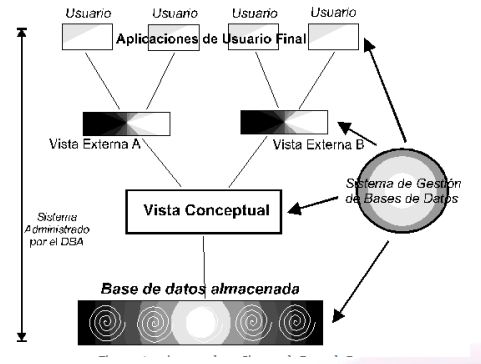 Usuario Usuario Usuario Usuario
Aplicaciones de Usuario Final
Vista Externa A
Vista Externa B
Sistema de Gestión
de Bases de Datos
Vista Conceptual
Sistema
Administrado
por el DBA
Base de datos almacenada